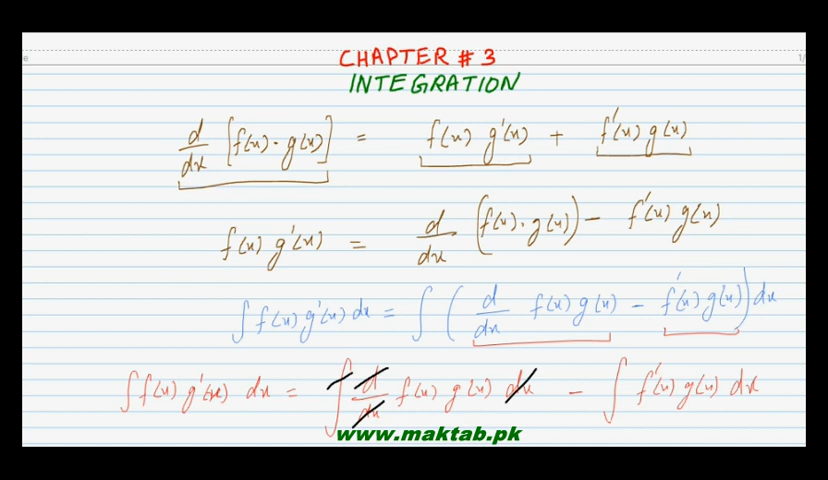 CHAPTER # 3
INTEGRATION
d/dx [f(x) · g(x)] = f(x) g'(x) + f'(x) g(x)
f(x) g'(x) = d/dx (f(x) · g(x)) - f'(x) g(x)
∫ f(x) g'(x) dx = ∫ ( d/dx f(x) g(x) - f'(x) g(x) ) dx
∫ f(x) g'(x) dx = ∫ d/dx f(x) g(x) dx - ∫ f'(x) g(x) dx
www.maktab.pk